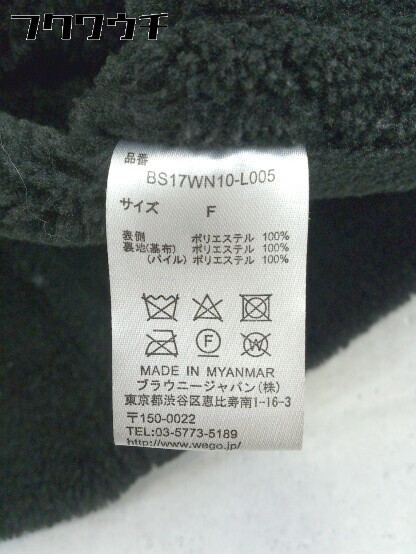 フクウウチ
品番
BS17WN10-L005
サイズ F
表側 ポリエステル 100%
裏地(基布) ポリエステル 100%
(パイル) ポリエステル 100%
F W
MADE IN MYANMAR
ブラウニージャパン(株)
東京都渋谷区恵比寿南1-16-3
〒150-0022
TEL:03-5773-5189
http://www.wego.jp/